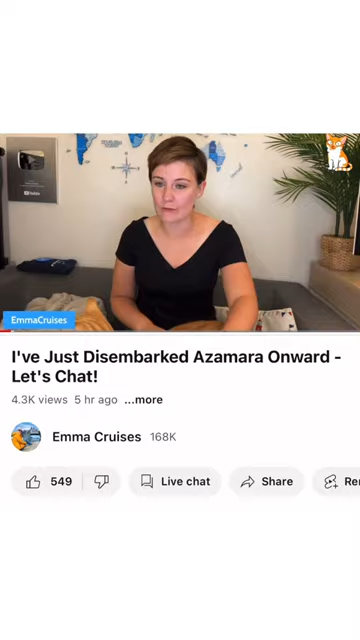 EmmaCruises
I've Just Disembarked Azamara Onward -
Let's Chat!
4.3K views 5 hr ago ...more
Emma Cruises 168K
549
Live chat
Share
Re